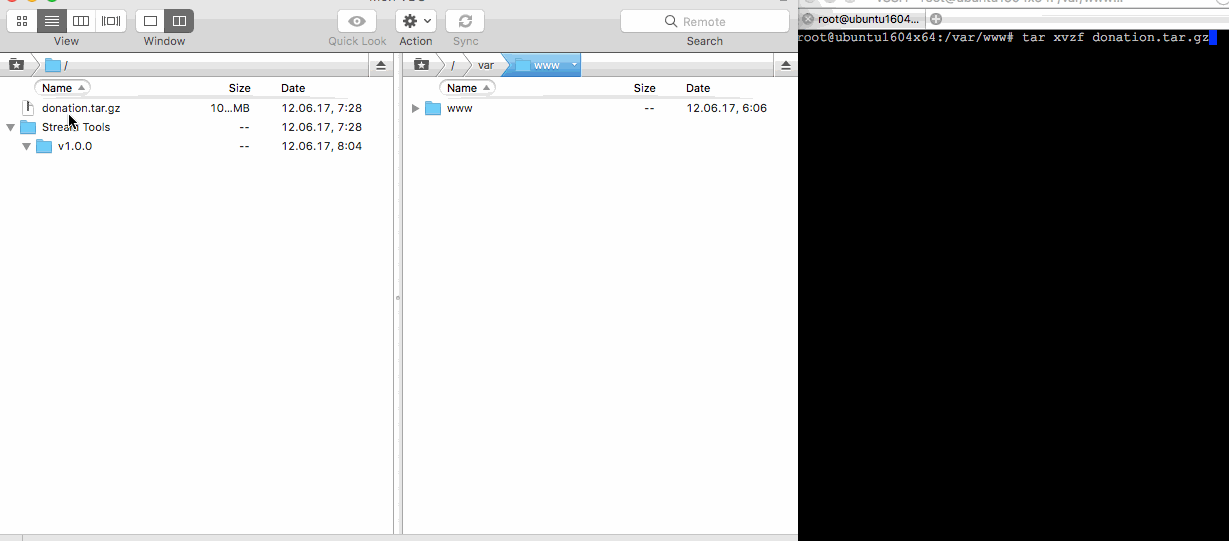 View
Window
Quick Look
Action
Sync
Remote
Search
root@ubuntu1604...
/
/
var
www
Name
Size
Date
donation.tar.gz
10...MB
12.06.17, 7:28
Stream Tools
--
12.06.17, 7:28
v1.0.0
--
12.06.17, 8:04
Name
Size
Date
www
--
12.06.17, 6:06
root@ubuntu1604x64:/var/www# tar xvzf donation.tar.gz